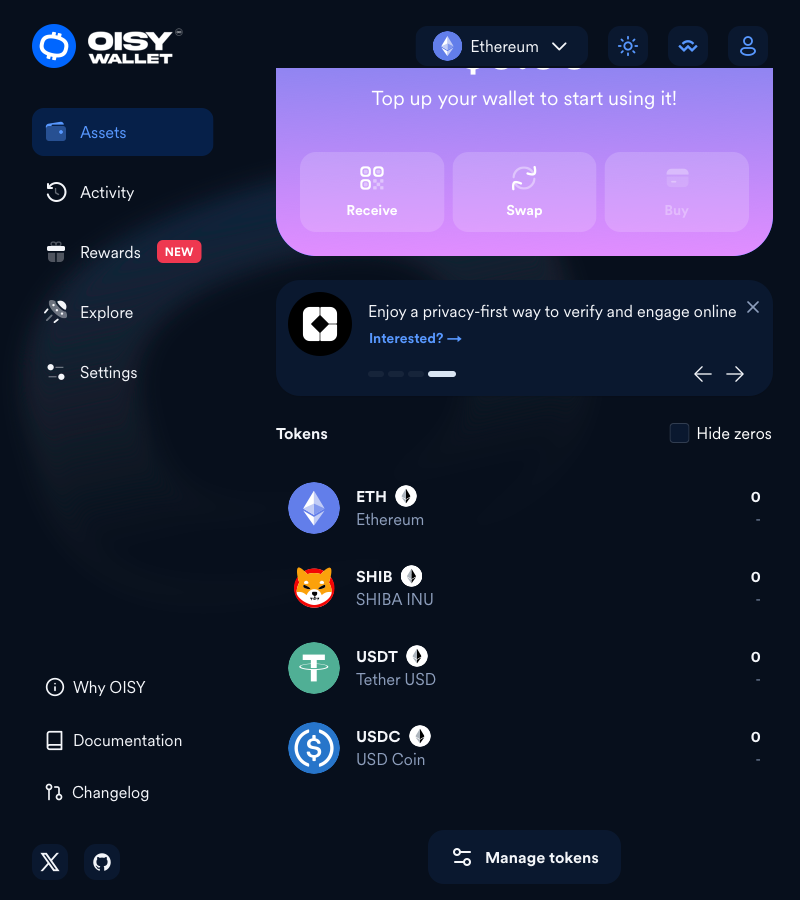 OISY
WALLET
Ethereum
Top up your wallet to start using it!
Receive
Swap
Buy
Assets
Activity
Rewards NEW
Explore
Settings
Enjoy a privacy-first way to verify and engage online
Interested? →
Tokens
Hide zeros
ETH 0
Ethereum -
SHIB 0
SHIBA INU -
USDT 0
Tether USD -
USDC 0
USD Coin -
Why OISY
Documentation
Changelog
Manage tokens